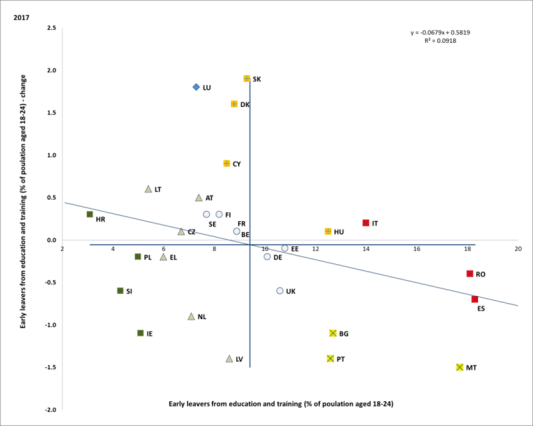 2017
y = -0.0679x + 0.5819
R² = 0.0918
2.5
2.0
SK
LU
DK
1.5
1.0
CY
LT
0.5
AT
HR
FI
SE
FR
IT
CZ
BE
HU
0.0
2
4
6
8
10
12
14
16
18
20
EE
PL
EL
DE
RO
-0.5
SI
UK
ES
NL
-1.0
IE
BG
LV
PT
-1.5
MT
-2.0
Early leavers from education and training (% of poulation aged 18-24) - change
Early leavers from education and training (% of poulation aged 18-24)